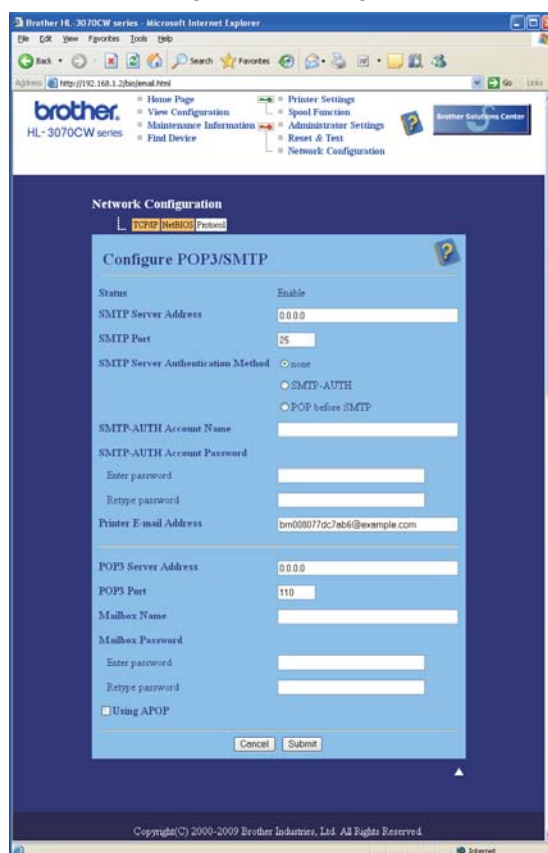 Brother HL-3070CW series - Microsoft Internet Explorer
File Edit View Favorites Tools Help
Back Search Favorites
Address http://192.168.1.2/bio/email.html Go Links
brother.
HL-3070CW series
Home Page
View Configuration
Maintenance Information
Find Device
Printer Settings
Spool Function
Administrator Settings
Reset & Test
Network Configuration
Brother Solutions Center
Network Configuration
TCP/IP NetBIOS Protocol
Configure POP3/SMTP
Status Enable
SMTP Server Address 0.0.0.0
SMTP Port 25
SMTP Server Authentication Method none
SMTP-AUTH
POP before SMTP
SMTP-AUTH Account Name
SMTP-AUTH Account Password
Enter password
Retype password
Printer E-mail Address brn008077dc7ab6@example.com
POP3 Server Address 0.0.0.0
POP3 Port 110
Mailbox Name
Mailbox Password
Enter password
Retype password
Using APOP
Cancel Submit
Copyright(C) 2000-2009 Brother Industries, Ltd. All Rights Reserved.
Internet